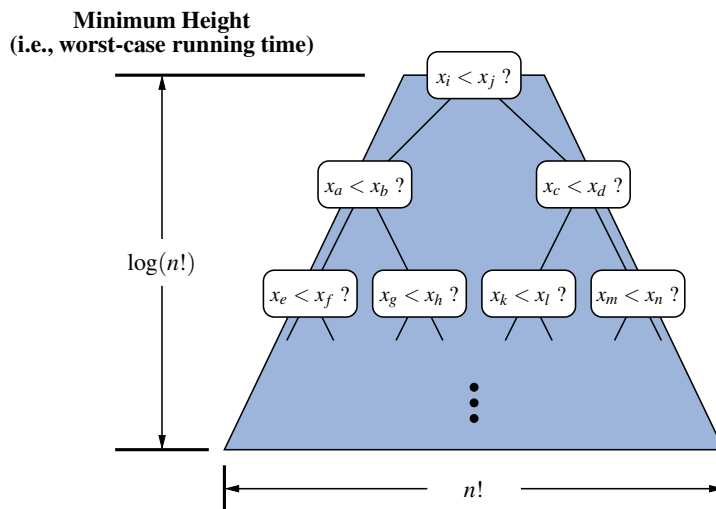 Minimum Height
(i.e., worst-case running time)
x_i < x_j ?
x_a < x_b ?
x_c < x_d ?
log(n!)
x_e < x_f ?
x_g < x_h ?
x_k < x_l ?
x_m < x_n ?
n!